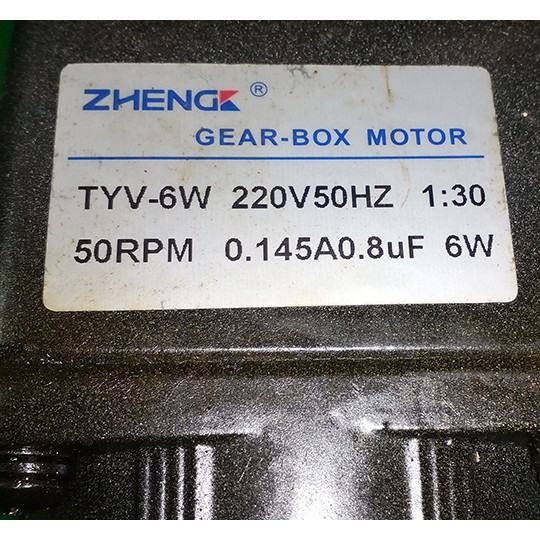 ZHENGK ®
GEAR-BOX MOTOR
TYV-6W 220V50HZ 1:30
50RPM 0.145A0.8uF 6W